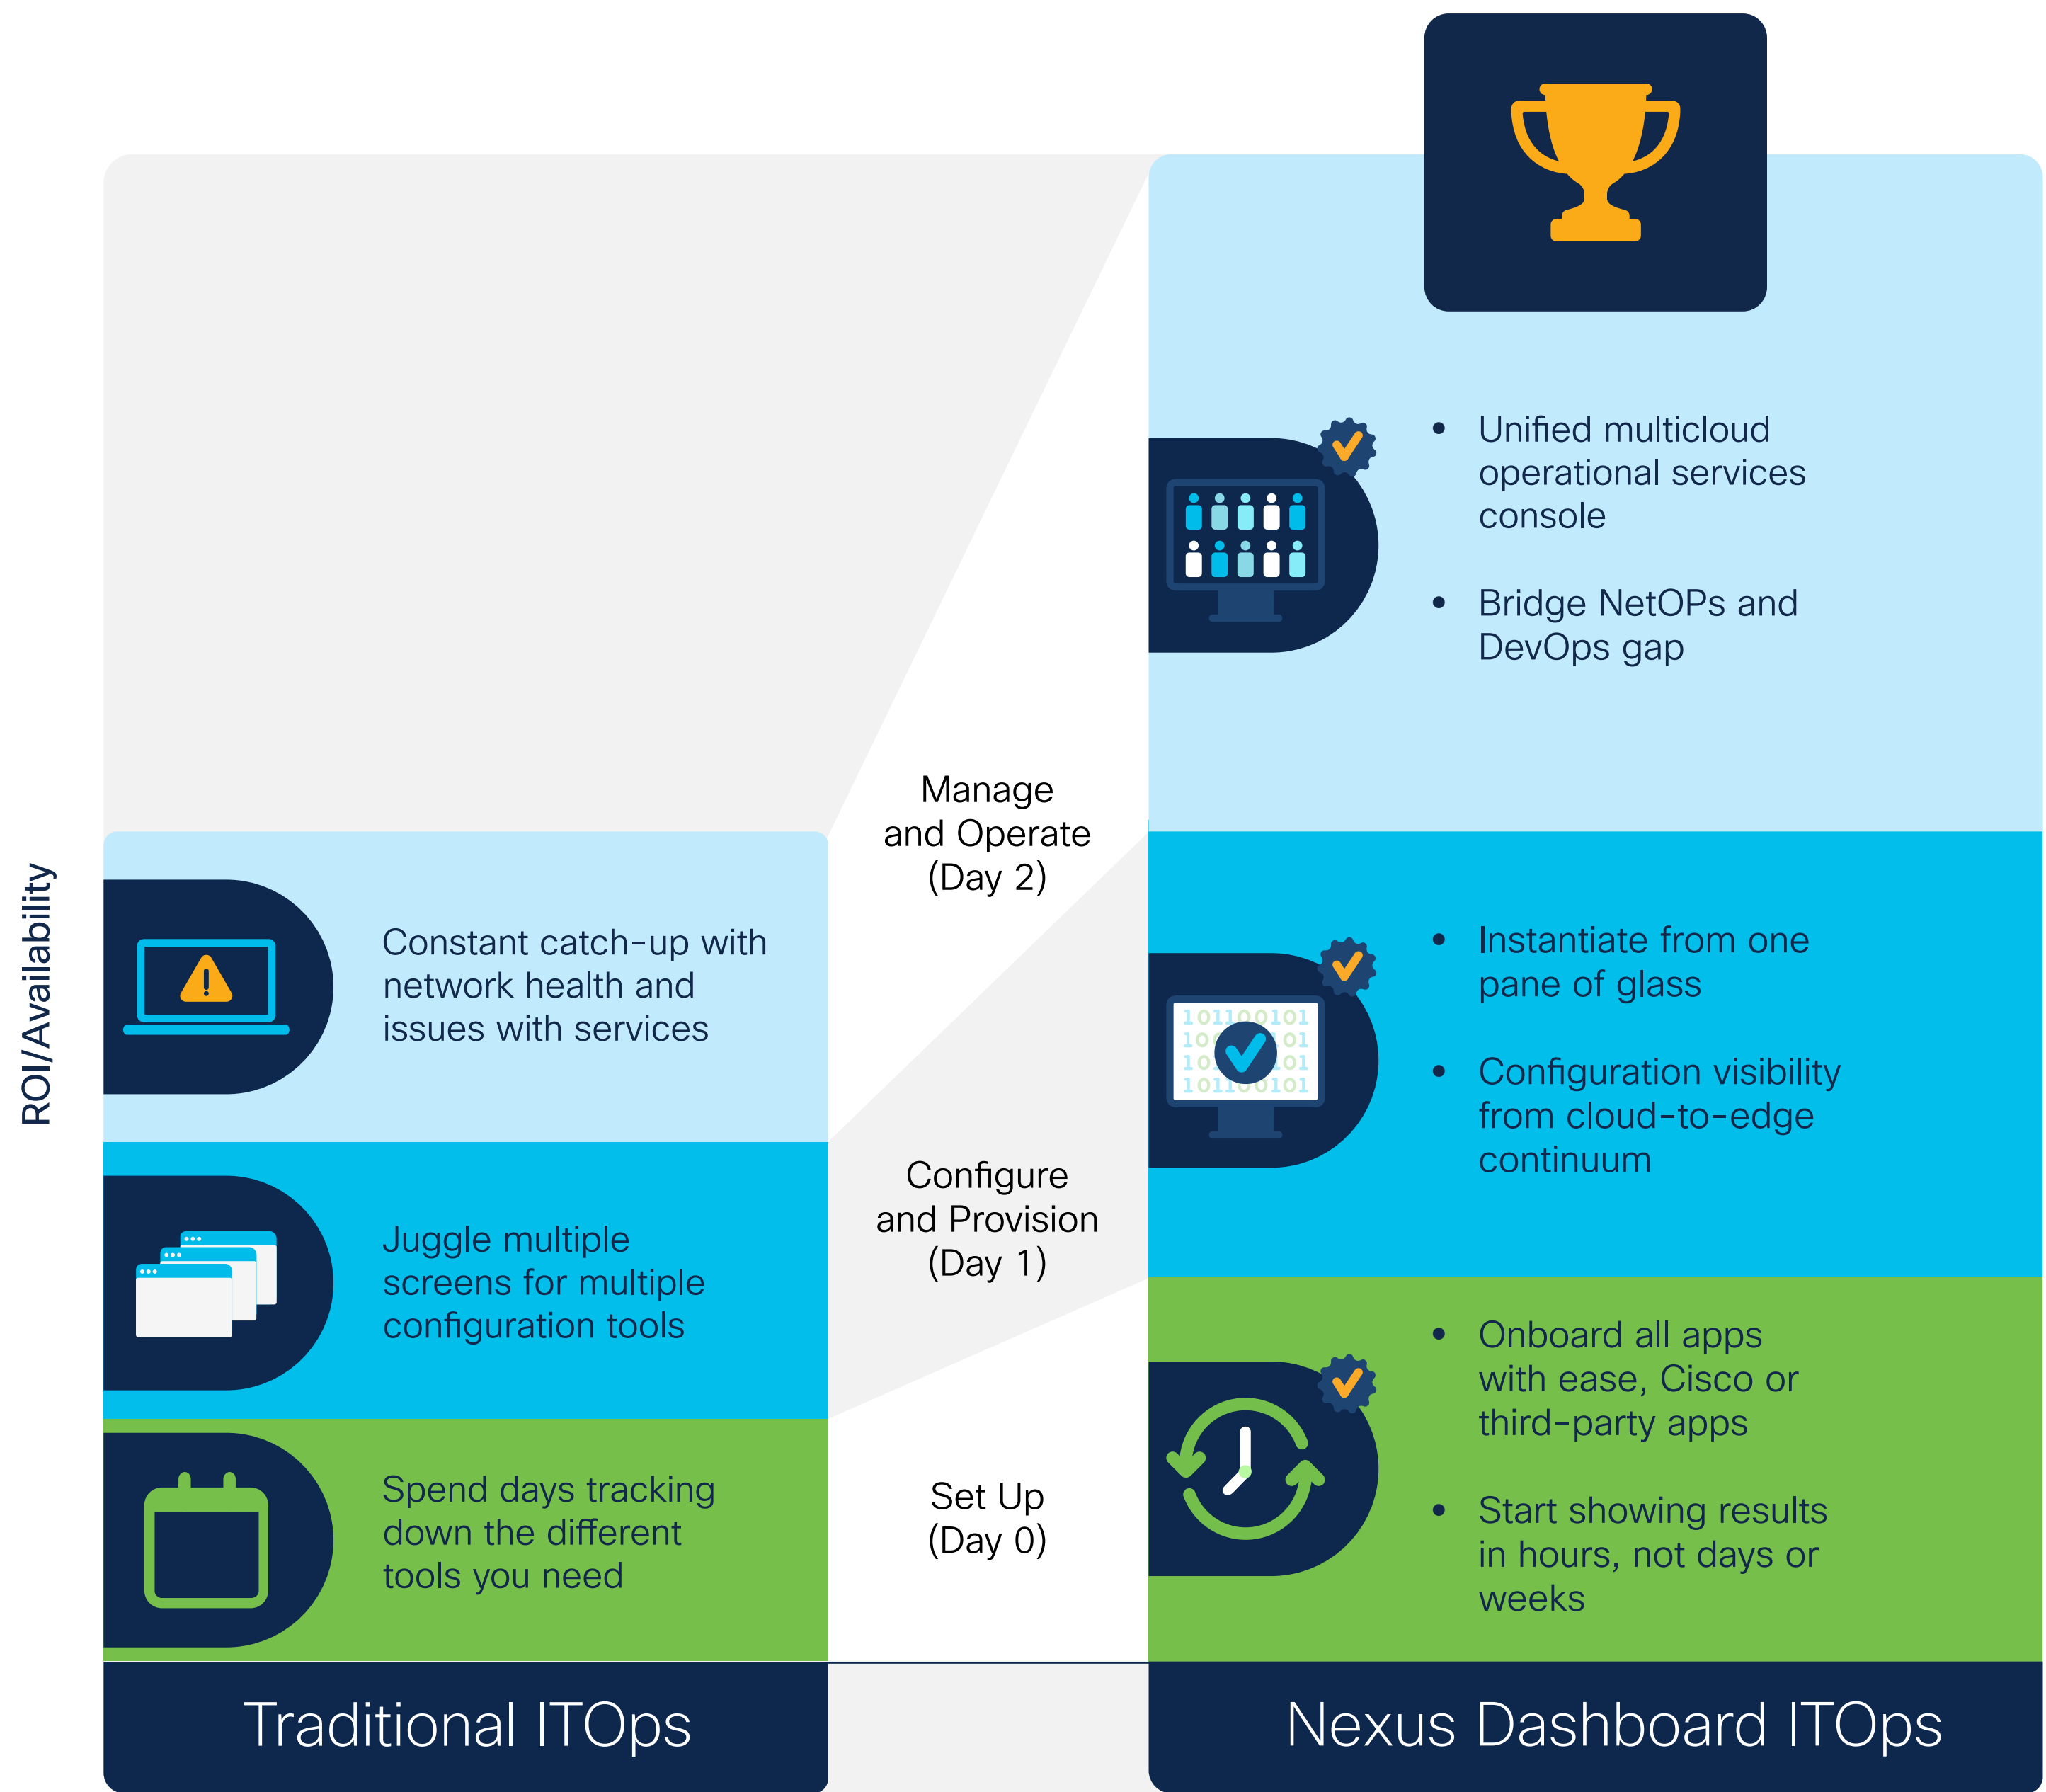 ROI/Availability
Constant catch-up with
network health and
issues with services
Juggle multiple
screens for multiple
configuration tools
Spend days tracking
down the different
tools you need
Traditional ITOps
Manage
and Operate
(Day 2)
Configure
and Provision
(Day 1)
Set Up
(Day 0)
• Unified multicloud
operational services
console
• Bridge NetOPs and
DevOps gap
• Instantiate from one
pane of glass
• Configuration visibility
from cloud-to-edge
continuum
• Onboard all apps
with ease, Cisco or
third-party apps
• Start showing results
in hours, not days or
weeks
Nexus Dashboard ITOps